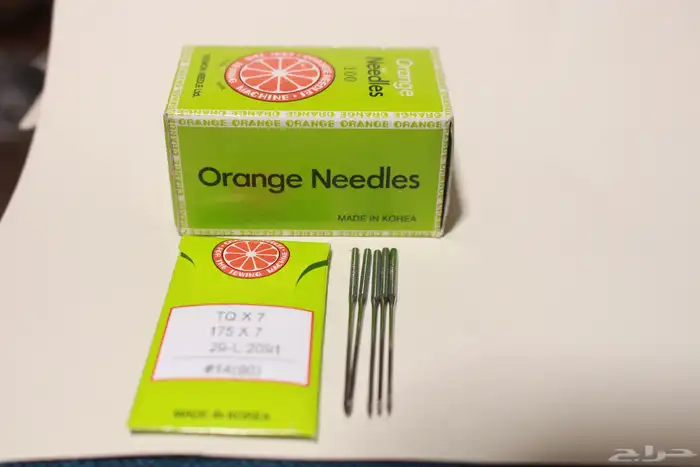 Orange
Needles
100
ORANGE ORANGE ORANGE ORANGE ORANGE
Orange Needles
MADE IN KOREA
TQ X 7
175 X 7
29-L 2091
#14(90)
MADE IN KOREA
حراج